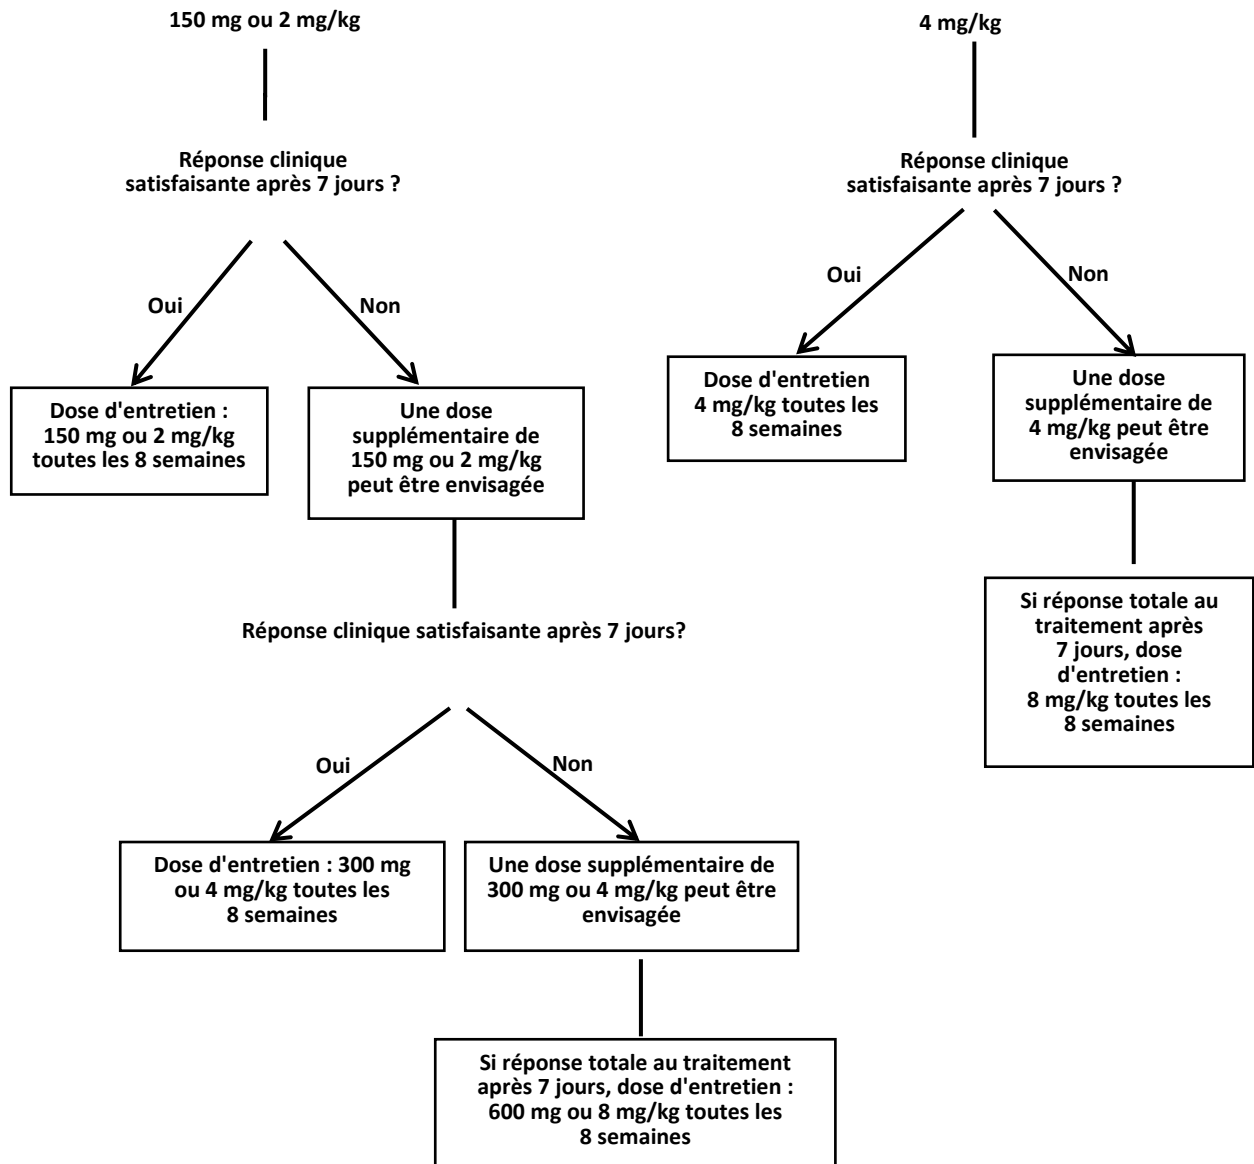 150 mg ou 2 mg/kg
4 mg/kg
Réponse clinique
satisfaisante après 7 jours ?
Réponse clinique
satisfaisante après 7 jours ?
Oui
Non
Oui
Non
Dose d'entretien :
150 mg ou 2 mg/kg
toutes les 8 semaines
Une dose
supplémentaire de
150 mg ou 2 mg/kg
peut être envisagée
Dose d'entretien
4 mg/kg toutes les
8 semaines
Une dose
supplémentaire de
4 mg/kg peut être
envisagée
Réponse clinique satisfaisante après 7 jours?
Si réponse totale au
traitement après
7 jours, dose
d'entretien :
8 mg/kg toutes les
8 semaines
Oui
Non
Dose d'entretien : 300 mg
ou 4 mg/kg toutes les
8 semaines
Une dose supplémentaire de
300 mg ou 4 mg/kg peut être
envisagée
Si réponse totale au traitement
après 7 jours, dose d'entretien :
600 mg ou 8 mg/kg toutes les
8 semaines